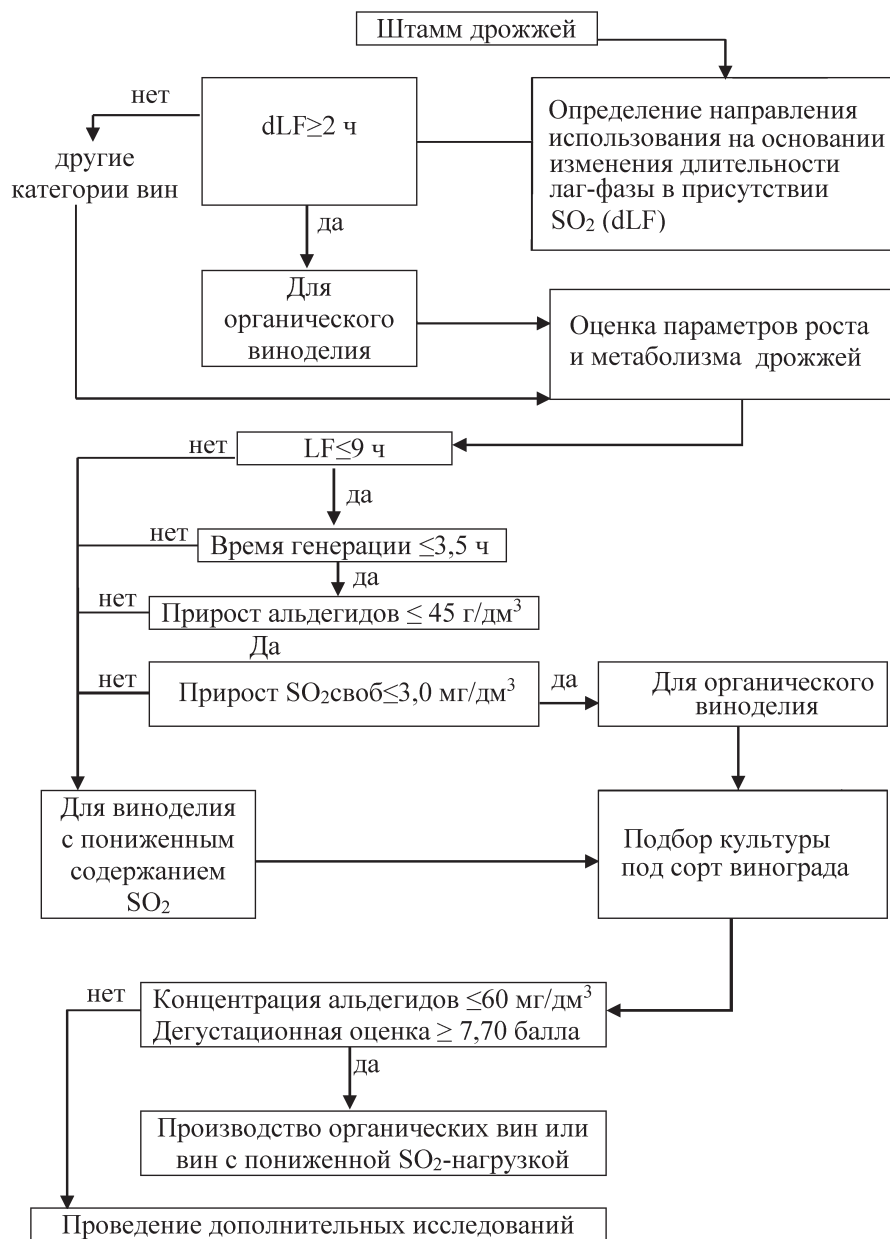 Штамм дрожжей
нет
dLF≥2 ч
Определение направления
использования на основании
изменения длительности
лаг-фазы в присутствии
SO₂ (dLF)
другие
категории вин
да
Для
органического
виноделия
Оценка параметров роста
и метаболизма дрожжей
нет
LF≤9 ч
да
нет
Время генерации ≤3,5 ч
да
нет
Прирост альдегидов ≤ 45 г/дм³
Да
нет
Прирост SO₂своб≤3,0 мг/дм³
да
Для органического
виноделия
Для виноделия
с пониженным
содержанием
SO₂
Подбор культуры
под сорт винограда
нет
Концентрация альдегидов ≤60 мг/дм³
Дегустационная оценка ≥ 7,70 балла
да
Производство органических вин или
вин с пониженной SO₂-нагрузкой
Проведение дополнительных исследований